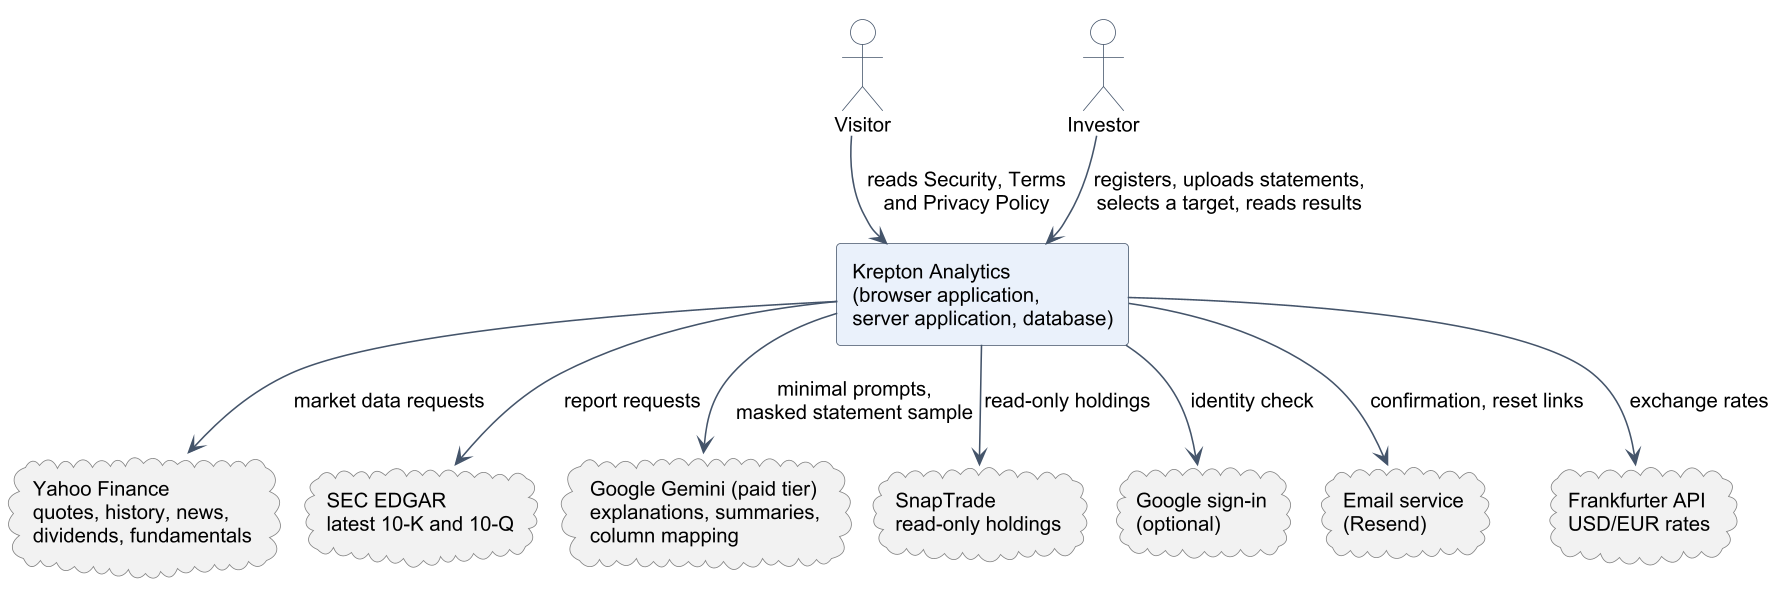 Visitor
Investor
reads Security, Terms
and Privacy Policy
registers, uploads statements,
selects a target, reads results
Krepton Analytics
(browser application,
server application, database)
market data requests
report requests
minimal prompts,
masked statement sample
read-only holdings
identity check
confirmation, reset links
exchange rates
Yahoo Finance
quotes, history, news,
dividends, fundamentals
SEC EDGAR
latest 10-K and 10-Q
Google Gemini (paid tier)
explanations, summaries,
column mapping
SnapTrade
read-only holdings
Google sign-in
(optional)
Email service
(Resend)
Frankfurter API
USD/EUR rates